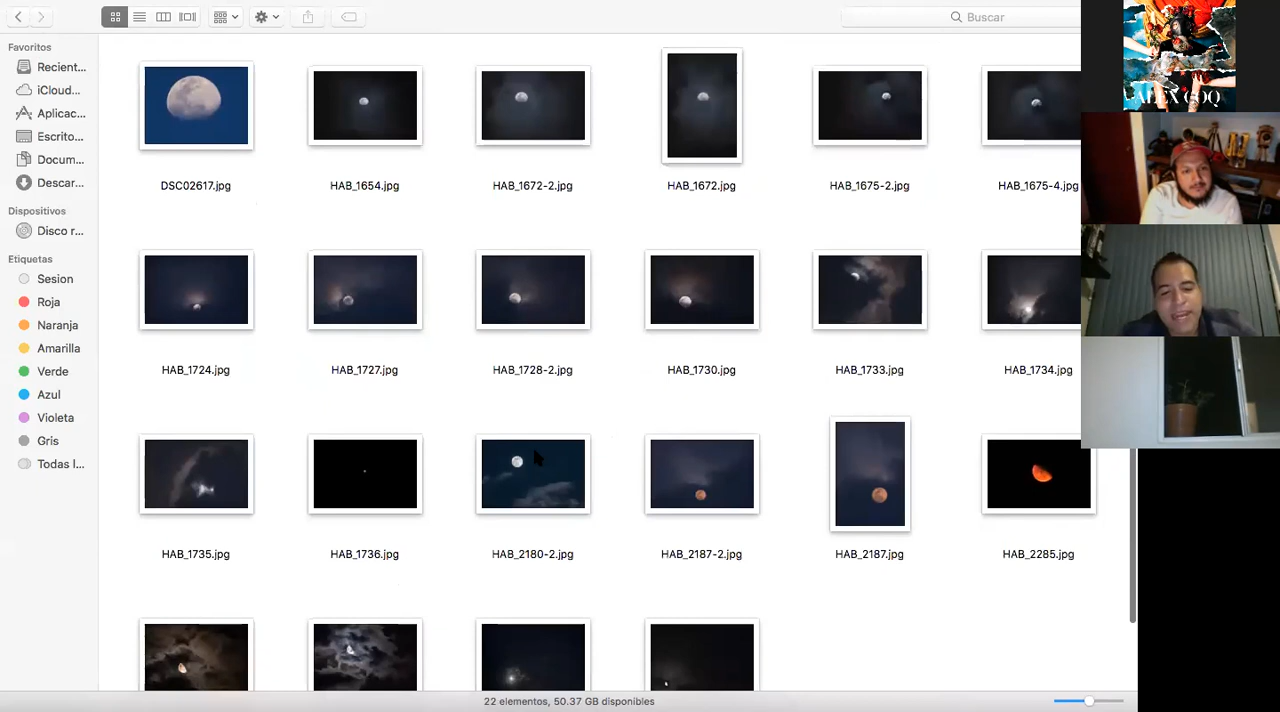 Buscar
Favoritos
Recient...
iCloud...
Aplicac...
Escrito...
Docum...
Descar...
Dispositivos
Disco r...
Etiquetas
Sesion
Roja
Naranja
Amarilla
Verde
Azul
Violeta
Gris
Todas l...
DSC02617.jpg
HAB_1654.jpg
HAB_1672-2.jpg
HAB_1672.jpg
HAB_1675-2.jpg
HAB_1675-4.jpg
HAB_1724.jpg
HAB_1727.jpg
HAB_1728-2.jpg
HAB_1730.jpg
HAB_1733.jpg
HAB_1734.jpg
HAB_1735.jpg
HAB_1736.jpg
HAB_2180-2.jpg
HAB_2187-2.jpg
HAB_2187.jpg
HAB_2285.jpg
22 elementos, 50.37 GB disponibles
ALEX COQ